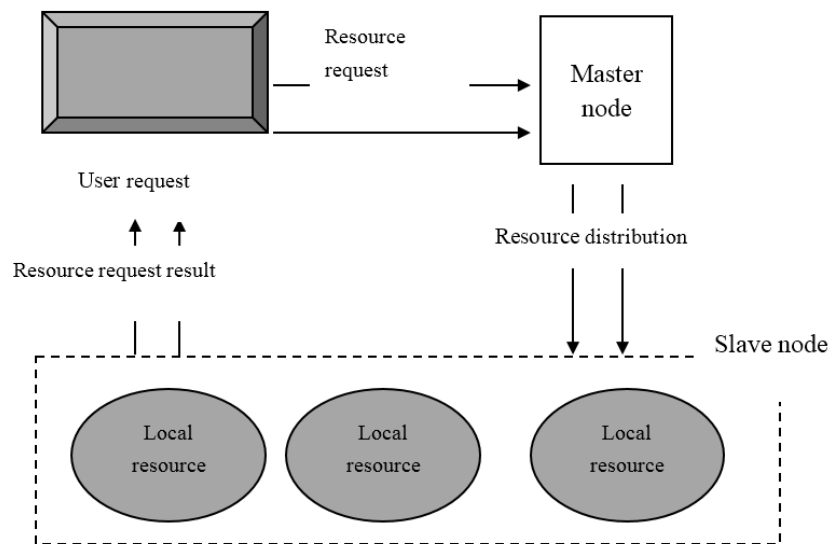 Resource
request
Master
node
User request
Resource distribution
Resource request result
Slave node
Local
resource
Local
resource
Local
resource